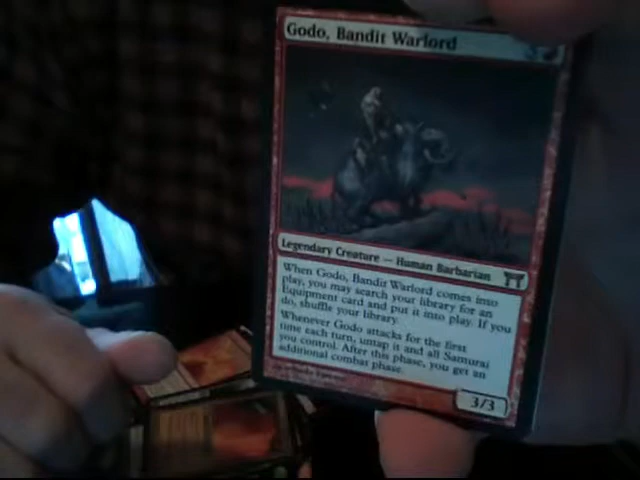 Godo, Bandit Warlord
Legendary Creature — Human Barbarian
When Godo, Bandit Warlord comes into
play, you may search your library for an
Equipment card and put it into play. If you
do, shuffle your library.
Whenever Godo attacks for the first
time each turn, untap it and all Samurai
you control. After this phase, you get an
additional combat phase.
3/3